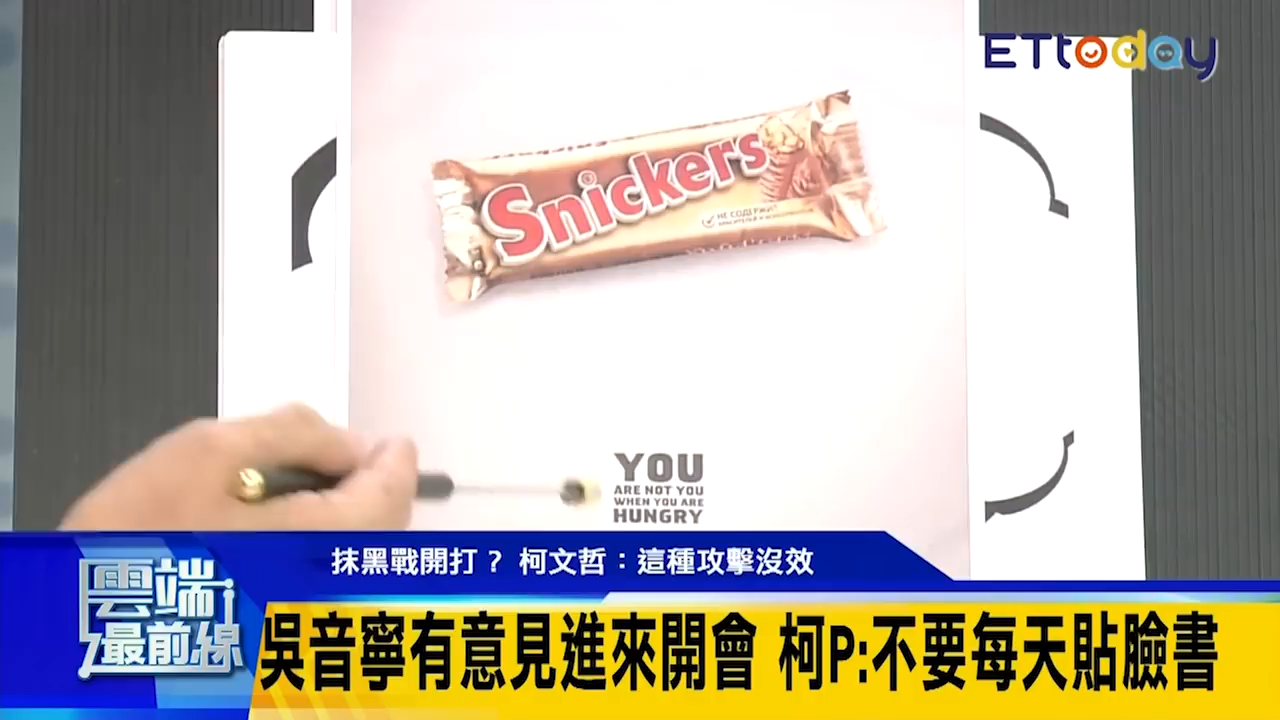 ETtoday
Snickers
НЕ СОДЕРЖИТ
YOU
ARE NOT YOU
WHEN YOU ARE
HUNGRY
抹黑戰開打？ 柯文哲：這種攻擊沒效
雲端
最前線
吳音寧有意見進來開會 柯P:不要每天貼臉書